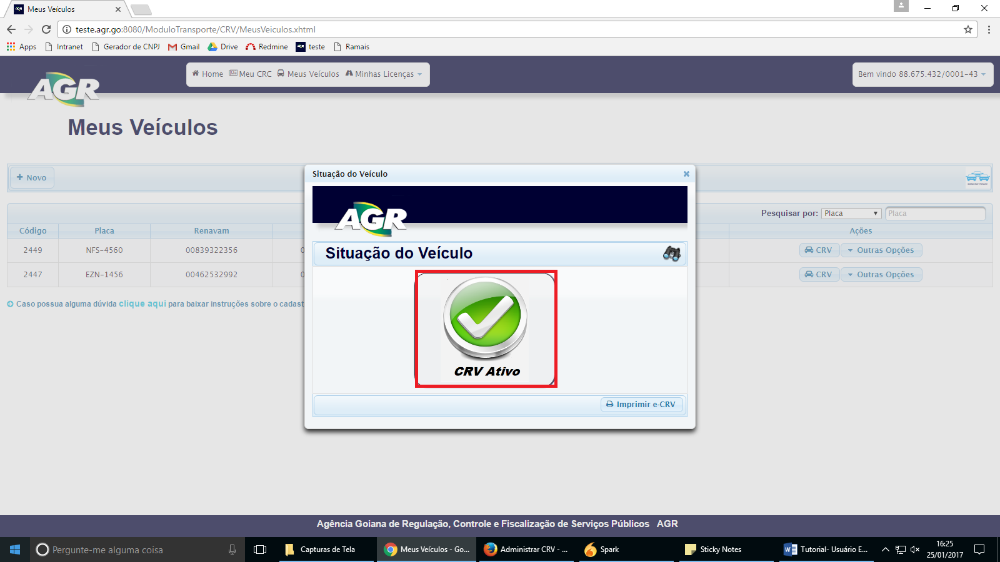 Meus Veículos
teste.agr.go:8080/ModuloTransporte/CRV/MeusVeiculos.xhtml
Apps Intranet Gerador de CNPJ Gmail Drive Redmine teste Ramais
AGR
Home Meu CRC Meus Veículos Minhas Licenças
Bem vindo 88.675.432/0001-43
Meus Veículos
Novo
Pesquisar por: Placa Placa
Código Placa Renavam Ações
2449 NFS-4560 00839322356 0 CRV Outras Opções
2447 EZN-1456 00462532992 0 CRV Outras Opções
Caso possua alguma dúvida clique aqui para baixar instruções sobre o cadast
Situação do Veículo
AGR
Situação do Veículo
CRV Ativo
Imprimir e-CRV
Agência Goiana de Regulação, Controle e Fiscalização de Serviços Públicos AGR
Pergunte-me alguma coisa
Capturas de Tela
Meus Veículos - Go...
Administrar CRV - ...
Spark
Sticky Notes
Tutorial- Usuário E...
16:25
25/01/2017